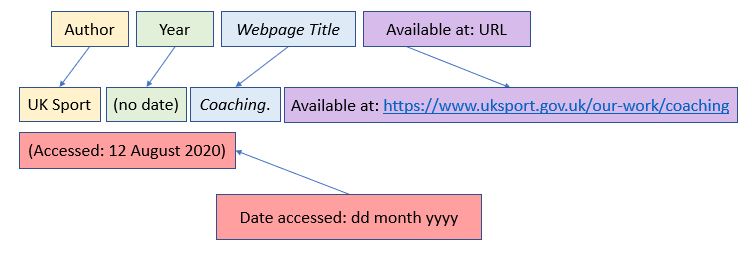 Author Year Webpage Title Available at: URL
UK Sport (no date) Coaching. Available at: https://www.uksport.gov.uk/our-work/coaching
(Accessed: 12 August 2020)
Date accessed: dd month yyyy